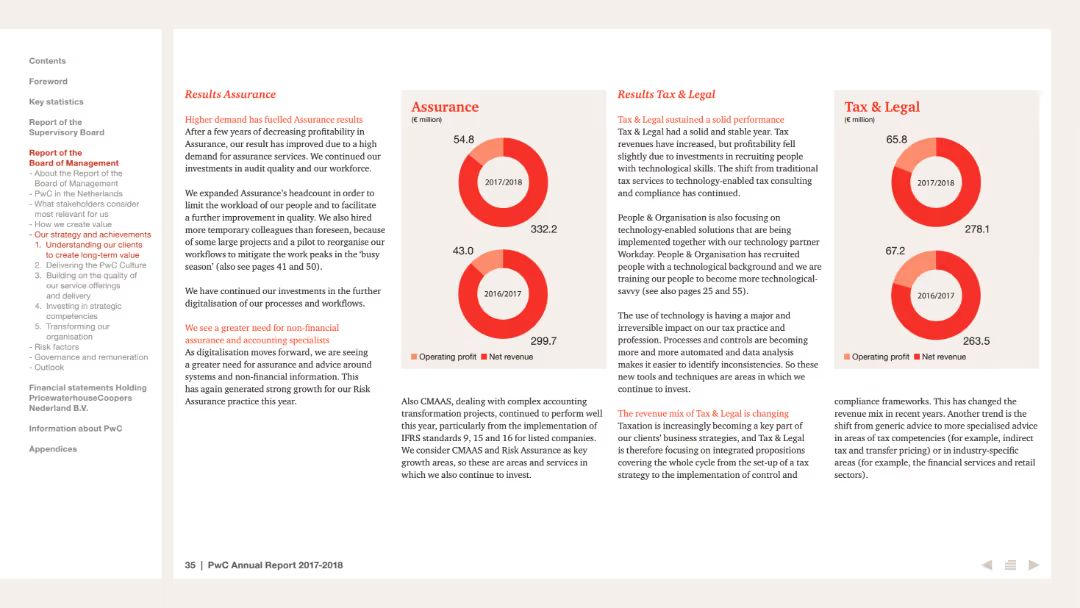 Contents
Foreword
Key statistics
Report of the
Supervisory Board
Report of the
Board of Management
- About the Report of the
Board of Management
- PwC in the Netherlands
- What stakeholders consider
most relevant for us
- How we create value
- Our strategy and achievements
1. Understanding our clients
to create long-term value
2. Delivering the PwC Culture
3. Building on the quality of
our service offerings
and delivery
4. Investing in strategic
competencies
5. Transforming our
organisation
- Risk factors
- Governance and remuneration
- Outlook
Financial statements Holding
PricewaterhouseCoopers
Nederland B.V.
Information about PwC
Appendices
Results Assurance
Higher demand has fuelled Assurance results
After a few years of decreasing profitability in
Assurance, our result has improved due to a high
demand for assurance services. We continued our
investments in audit quality and our workforce.
We expanded Assurance's headcount in order to
limit the workload of our people and to facilitate
a further improvement in quality. We also hired
more temporary colleagues than foreseen, because
of some large projects and a pilot to reorganise our
workflows to mitigate the work peaks in the 'busy
season' (also see pages 41 and 50).
We have continued our investments in the further
digitalisation of our processes and workflows.
We see a greater need for non-financial
assurance and accounting specialists
As digitalisation moves forward, we are seeing
a greater need for assurance and advice around
systems and non-financial information. This
has again generated strong growth for our Risk
Assurance practice this year.
Assurance
(€ million)
54.8
2017/2018
332.2
43.0
2016/2017
299.7
Operating profit Net revenue
Also CMAAS, dealing with complex accounting
transformation projects, continued to perform well
this year, particularly from the implementation of
IFRS standards 9, 15 and 16 for listed companies.
We consider CMAAS and Risk Assurance as key
growth areas, so these are areas and services in
which we also continue to invest.
Results Tax & Legal
Tax & Legal sustained a solid performance
Tax & Legal had a solid and stable year. Tax
revenues have increased, but profitability fell
slightly due to investments in recruiting people
with technological skills. The shift from traditional
tax services to technology-enabled tax consulting
and compliance has continued.
People & Organisation is also focusing on
technology-enabled solutions that are being
implemented together with our technology partner
Workday. People & Organisation has recruited
people with a technological background and we are
training our people to become more technological-
savvy (see also pages 25 and 55).
The use of technology is having a major and
irreversible impact on our tax practice and
profession. Processes and controls are becoming
more and more automated and data analysis
makes it easier to identify inconsistencies. So these
new tools and techniques are areas in which we
continue to invest.
The revenue mix of Tax & Legal is changing
Taxation is increasingly becoming a key part of
our clients' business strategies, and Tax & Legal
is therefore focusing on integrated propositions
covering the whole cycle from the set-up of a tax
strategy to the implementation of control and
Tax & Legal
(€ million)
65.8
2017/2018
278.1
67.2
2016/2017
263.5
Operating profit Net revenue
compliance frameworks. This has changed the
revenue mix in recent years. Another trend is the
shift from generic advice to more specialised advice
in areas of tax competencies (for example, indirect
tax and transfer pricing) or in industry-specific
areas (for example, the financial services and retail
sectors).
35 | PwC Annual Report 2017-2018